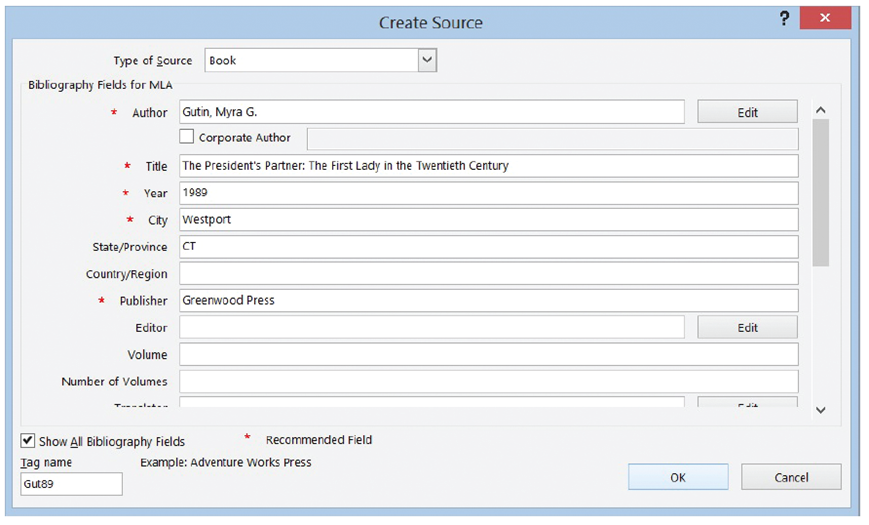 Create Source
?
x
Type of Source Book
Bibliography Fields for MLA
* Author Gutin, Myra G. Edit
Corporate Author
* Title The President's Partner: The First Lady in the Twentieth Century
* Year 1989
* City Westport
State/Province CT
Country/Region
* Publisher Greenwood Press
Editor Edit
Volume
Number of Volumes
Translator Edit
Show All Bibliography Fields * Recommended Field
Tag name Example: Adventure Works Press
Gut89
OK Cancel